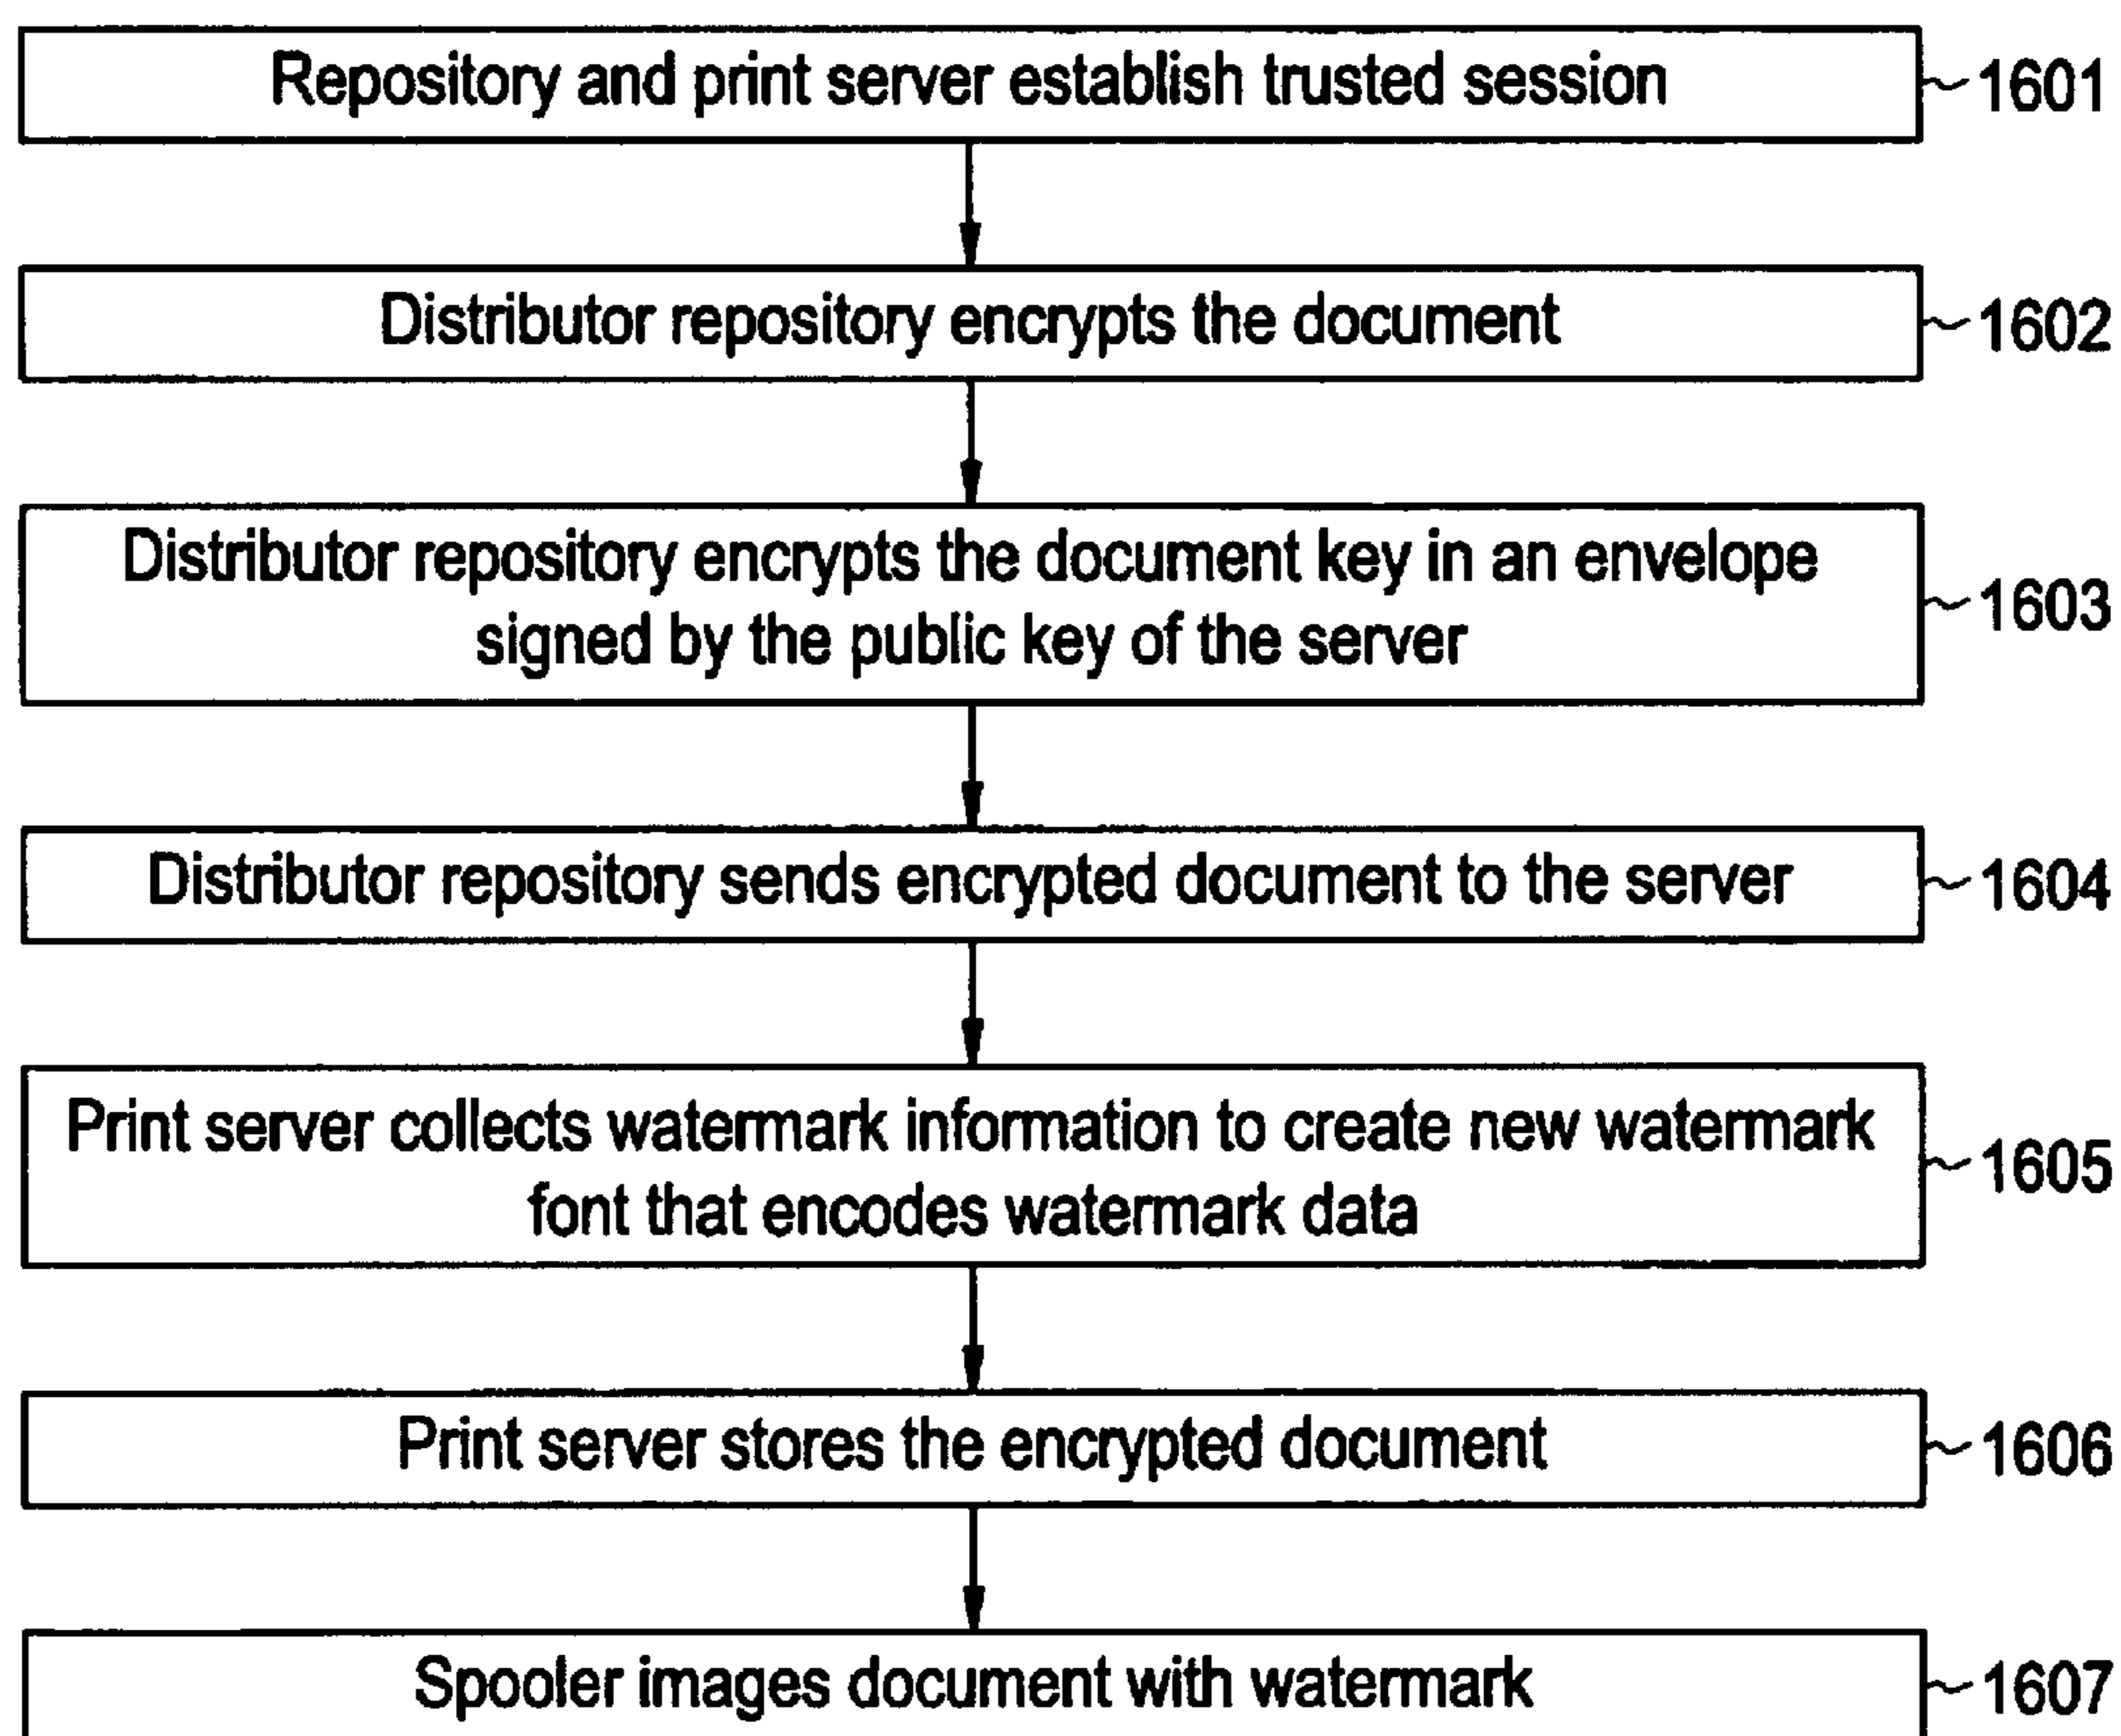 Repository and print server establish trusted session
1601
Distributor repository encrypts the document
1602
Distributor repository encrypts the document key in an envelope
signed by the public key of the server
1603
Distributor repository sends encrypted document to the server
1604
Print server collects watermark information to create new watermark
font that encodes watermark data
1605
Print server stores the encrypted document
1606
Spooler images document with watermark
1607